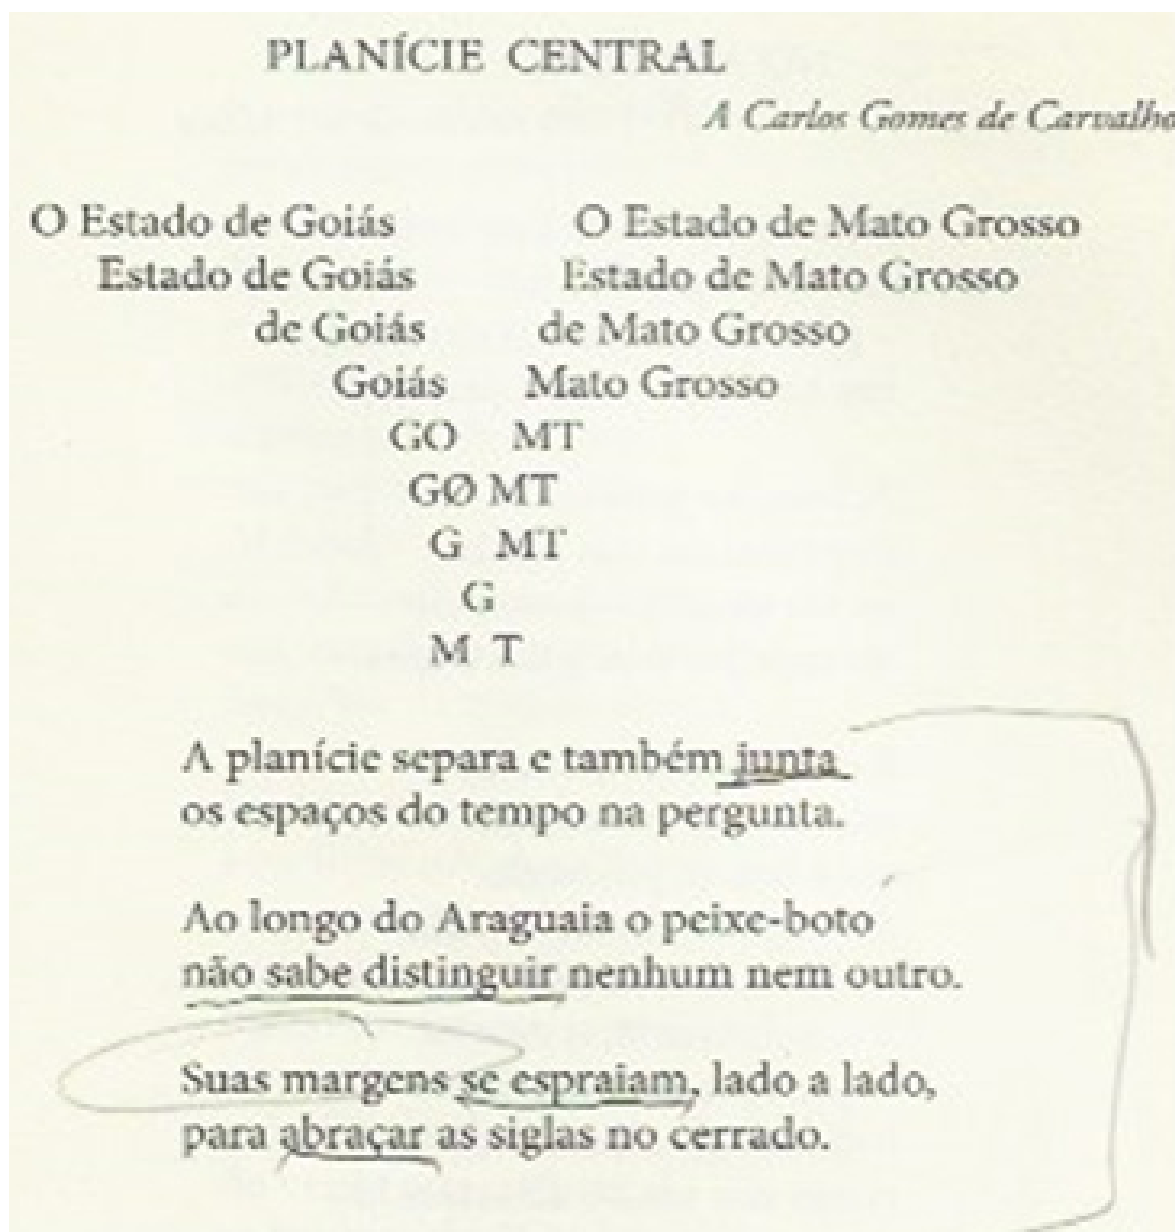 PLANÍCIE CENTRAL
A Carlos Gomes de Carvalho
O Estado de Goiás O Estado de Mato Grosso
Estado de Goiás Estado de Mato Grosso
de Goiás de Mato Grosso
Goiás Mato Grosso
GO MT
GØ MT
G MT
G
M T
A planície separa e também junta
os espaços do tempo na pergunta.
Ao longo do Araguaia o peixe-boto
não sabe distinguir nenhum nem outro.
Suas margens se espraiam, lado a lado,
para abraçar as siglas no cerrado.